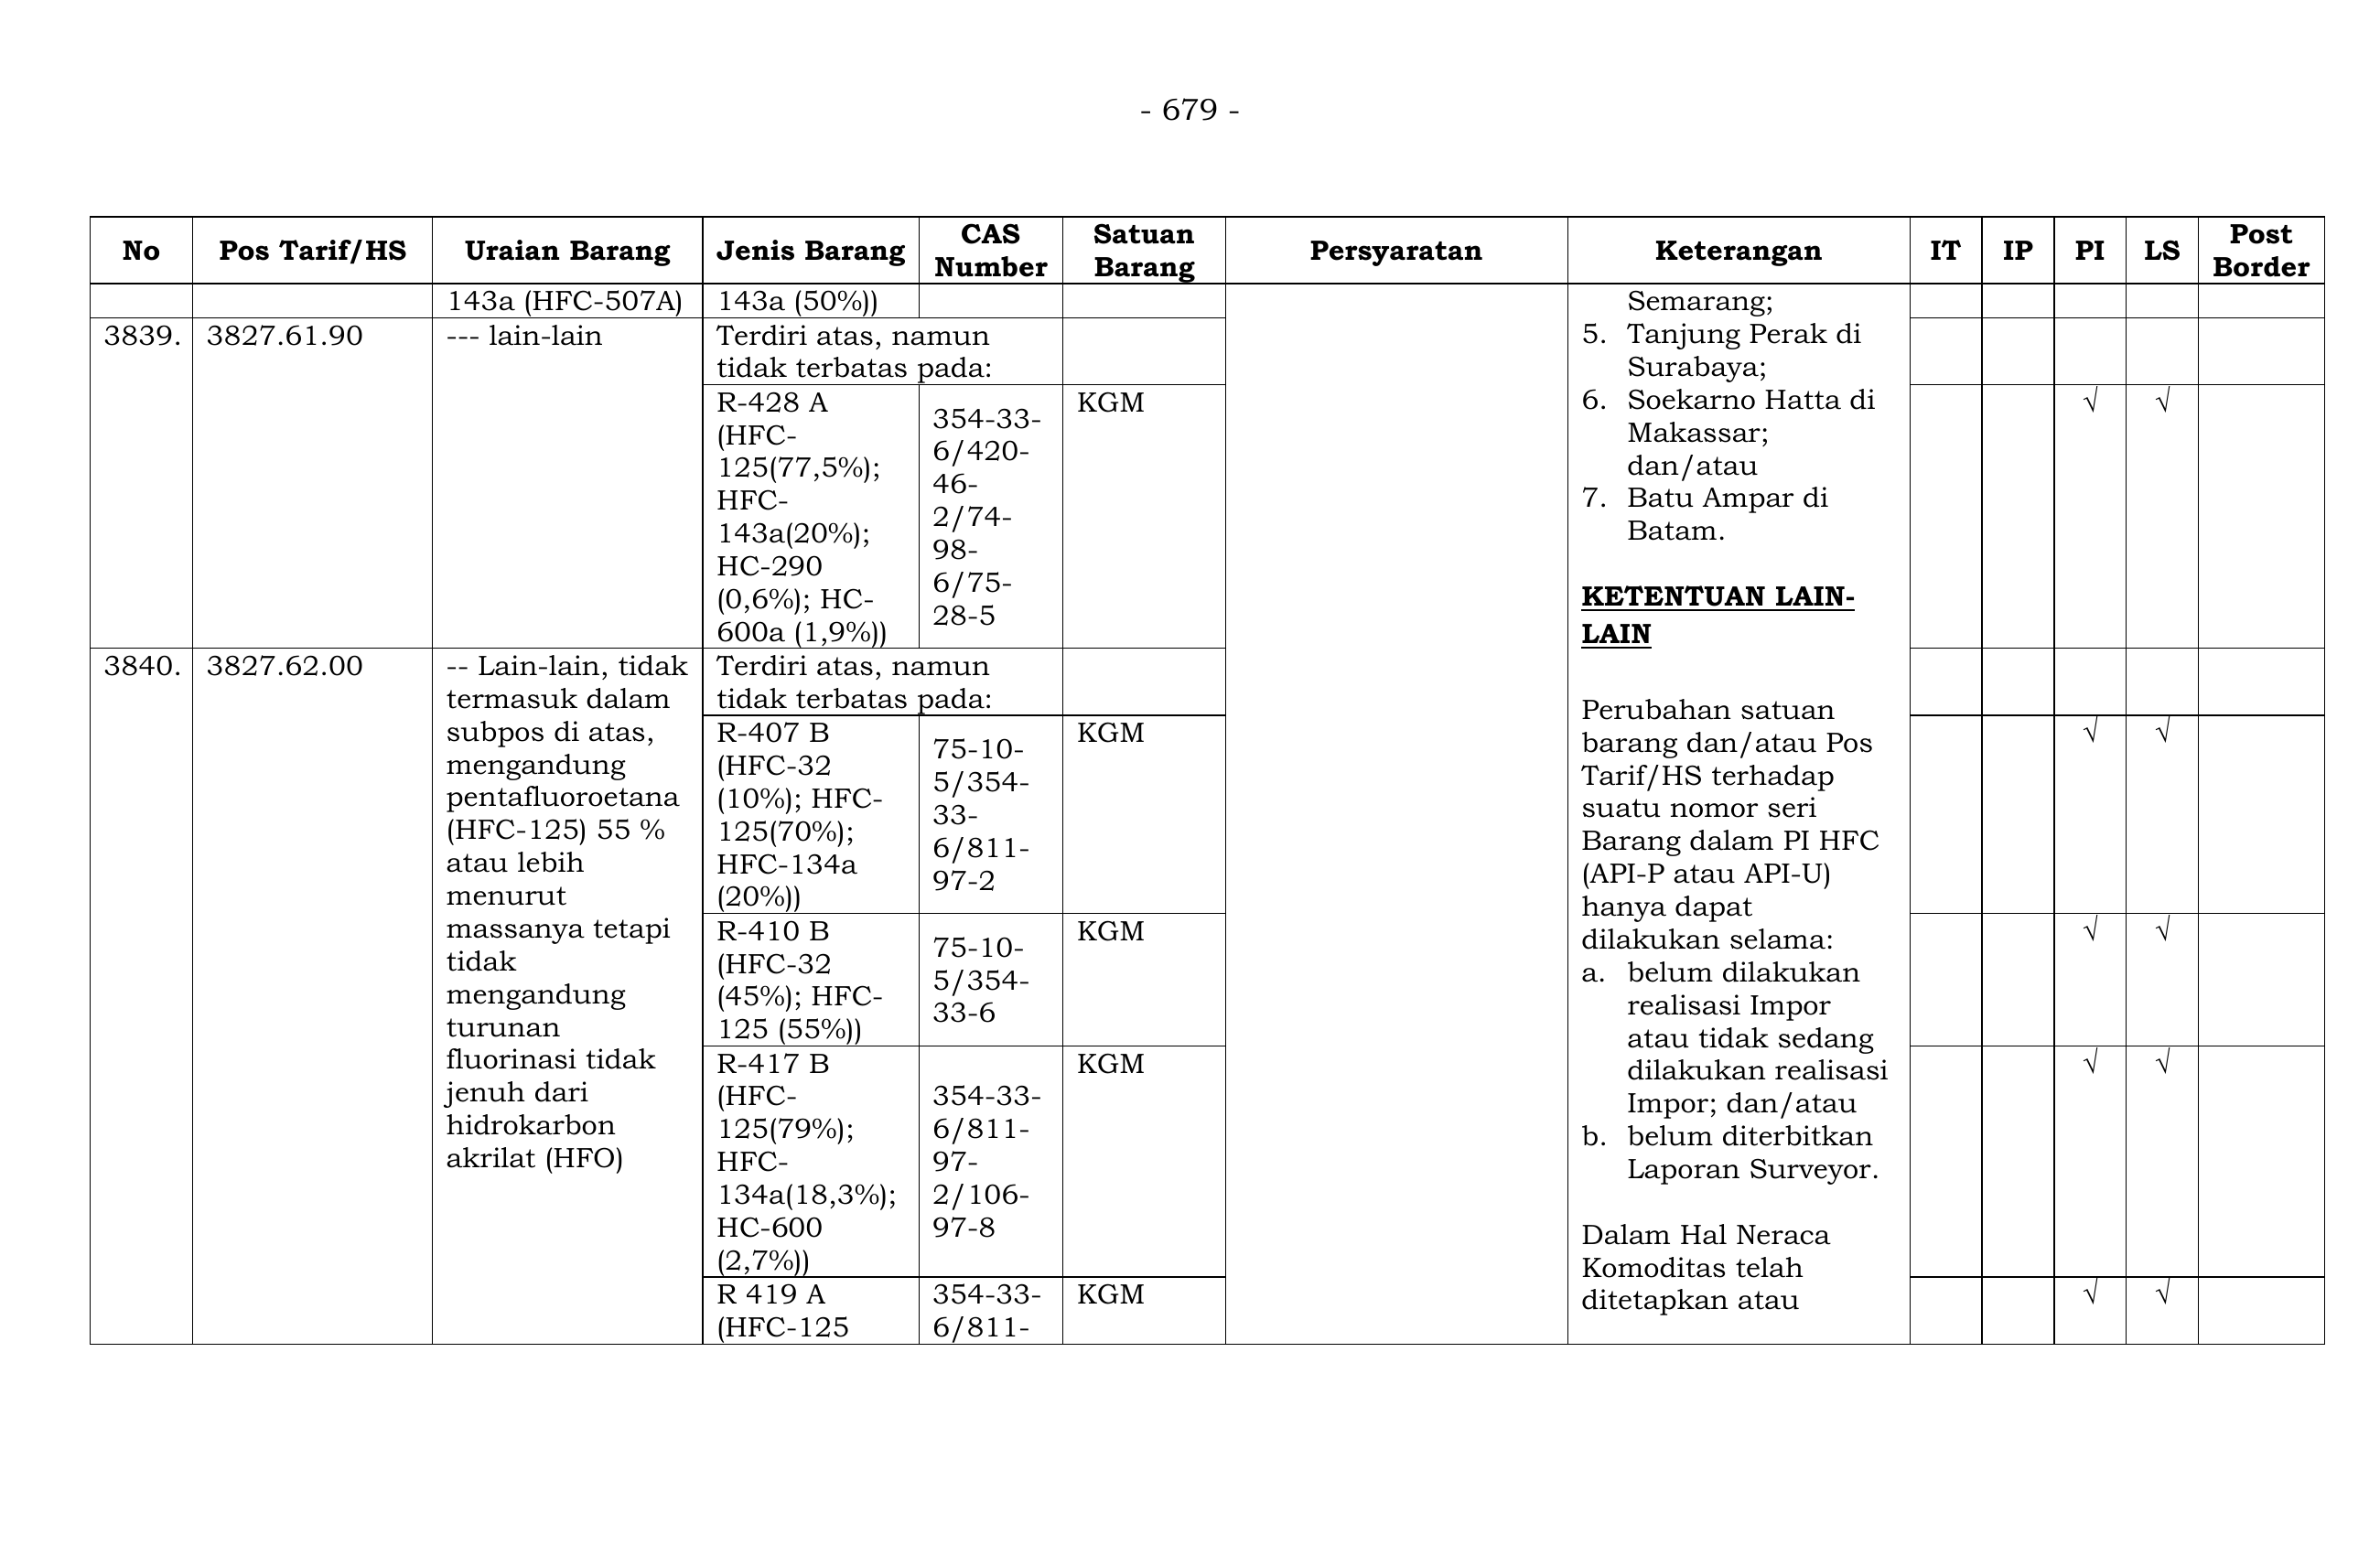 - 679 -
No
Pos Tarif/HS
Uraian Barang
Jenis Barang
CAS
Number
Satuan
Barang
Persyaratan
Keterangan
IT
IP
PI
LS
Post
Border
143a (HFC-507A)
143a (50%))
3839.
3827.61.90
--- lain-lain
Terdiri atas, namun
tidak terbatas pada:
R-428 A
(HFC-
125(77,5%);
HFC-
143a(20%);
HC-290
(0,6%); HC-
600a (1,9%))
354-33-
6/420-
46-
2/74-
98-
6/75-
28-5
KGM
√
√
3840.
3827.62.00
-- Lain-lain, tidak
termasuk dalam
subpos di atas,
mengandung
pentafluoroetana
(HFC-125) 55 %
atau lebih
menurut
massanya tetapi
tidak
mengandung
turunan
fluorinasi tidak
jenuh dari
hidrokarbon
akrilat (HFO)
Terdiri atas, namun
tidak terbatas pada:
R-407 B
(HFC-32
(10%); HFC-
125(70%);
HFC-134a
(20%))
75-10-
5/354-
33-
6/811-
97-2
KGM
√
√
R-410 B
(HFC-32
(45%); HFC-
125 (55%))
75-10-
5/354-
33-6
KGM
√
√
R-417 B
(HFC-
125(79%);
HFC-
134a(18,3%);
HC-600
(2,7%))
354-33-
6/811-
97-
2/106-
97-8
KGM
√
√
R 419 A
(HFC-125
354-33-
6/811-
KGM
√
√
Semarang;
5. Tanjung Perak di
Surabaya;
6. Soekarno Hatta di
Makassar;
dan/atau
7. Batu Ampar di
Batam.
KETENTUAN LAIN-
LAIN
Perubahan satuan
barang dan/atau Pos
Tarif/HS terhadap
suatu nomor seri
Barang dalam PI HFC
(API-P atau API-U)
hanya dapat
dilakukan selama:
a. belum dilakukan
realisasi Impor
atau tidak sedang
dilakukan realisasi
Impor; dan/atau
b. belum diterbitkan
Laporan Surveyor.
Dalam Hal Neraca
Komoditas telah
ditetapkan atau